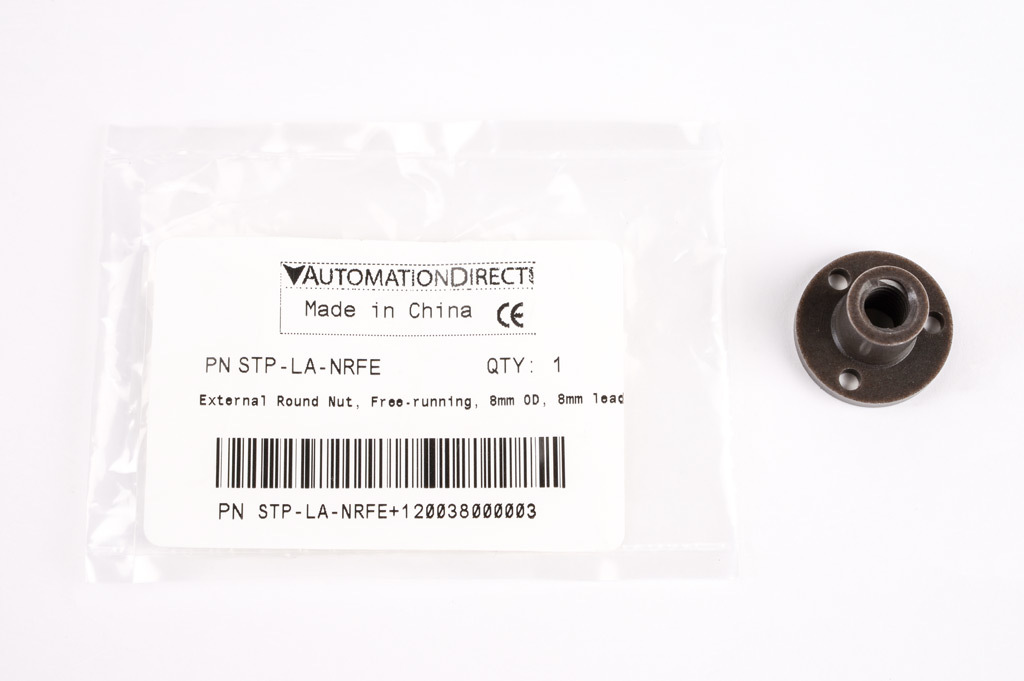 AUTOMATIONDIRECT
Made in China CE
PN STP-LA-NRFE QTY: 1
External Round Nut, Free-running, 8mm OD, 8mm lead
PN STP-LA-NRFE+120038000003